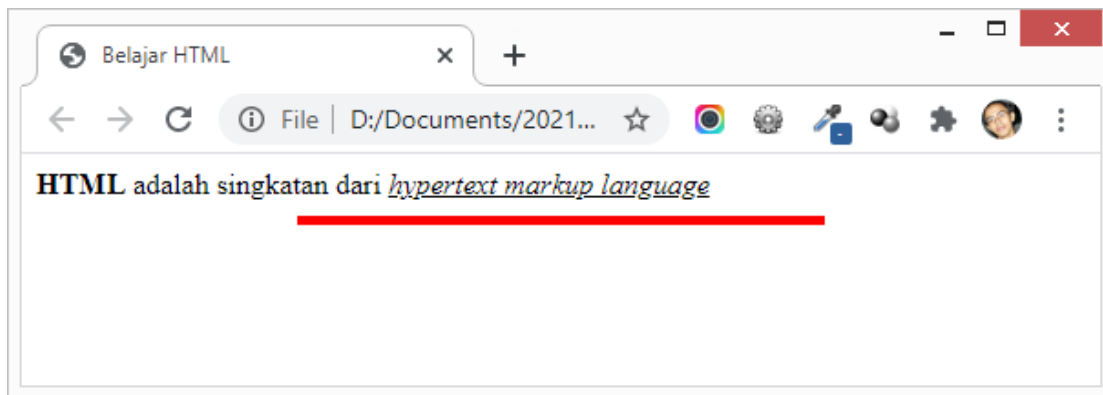 Belajar HTML
File | D:/Documents/2021...
HTML adalah singkatan dari hypertext markup language